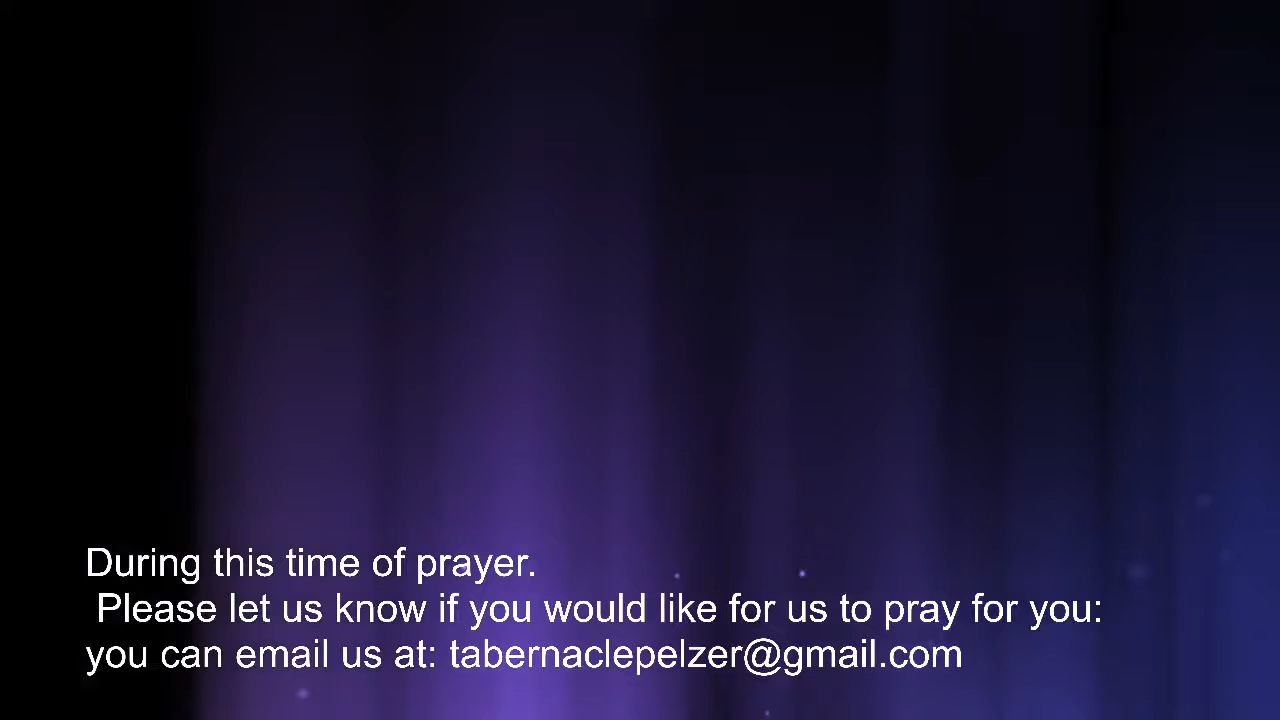 During this time of prayer.
Please let us know if you would like for us to pray for you:
you can email us at: tabernaclepelzer@gmail.com